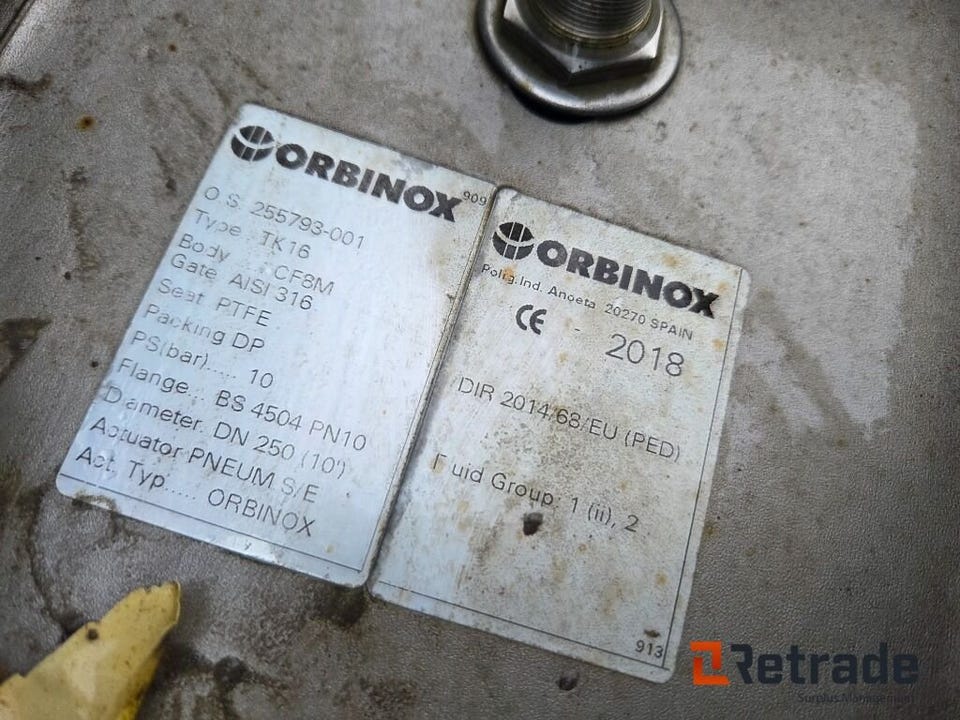 ORBINOX
909
O.S. 255793-001
Type TK16
Body CF8M
Gate AISI 316
Seat PTFE
Packing DP
PS(bar)..... 10
Flange.. BS 4504 PN10
Diameter. DN 250 (10')
Actuator PNEUM S/E
Act. Typ..... ORBINOX
ORBINOX
Polig.Ind. Anoeta 20270 SPAIN
CE - 2018
DIR 2014/68/EU (PED)
Fluid Group: 1 (ii), 2
913
Retrade
Surplus Management